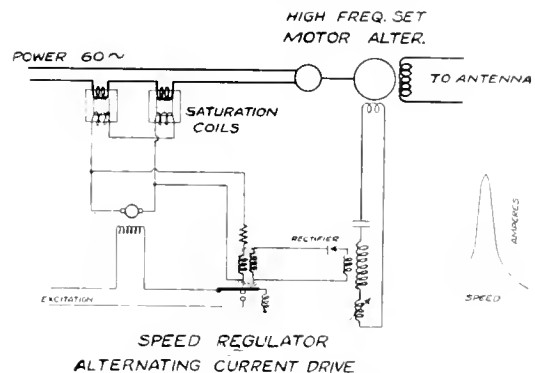 HIGH FREQ. SET
MOTOR ALTER.
POWER 60~
TO ANTENNA
SATURATION
COILS
AMPERES
RECTIFIER
SPEED
EXCITATION
SPEED REGULATOR
ALTERNATING CURRENT DRIVE